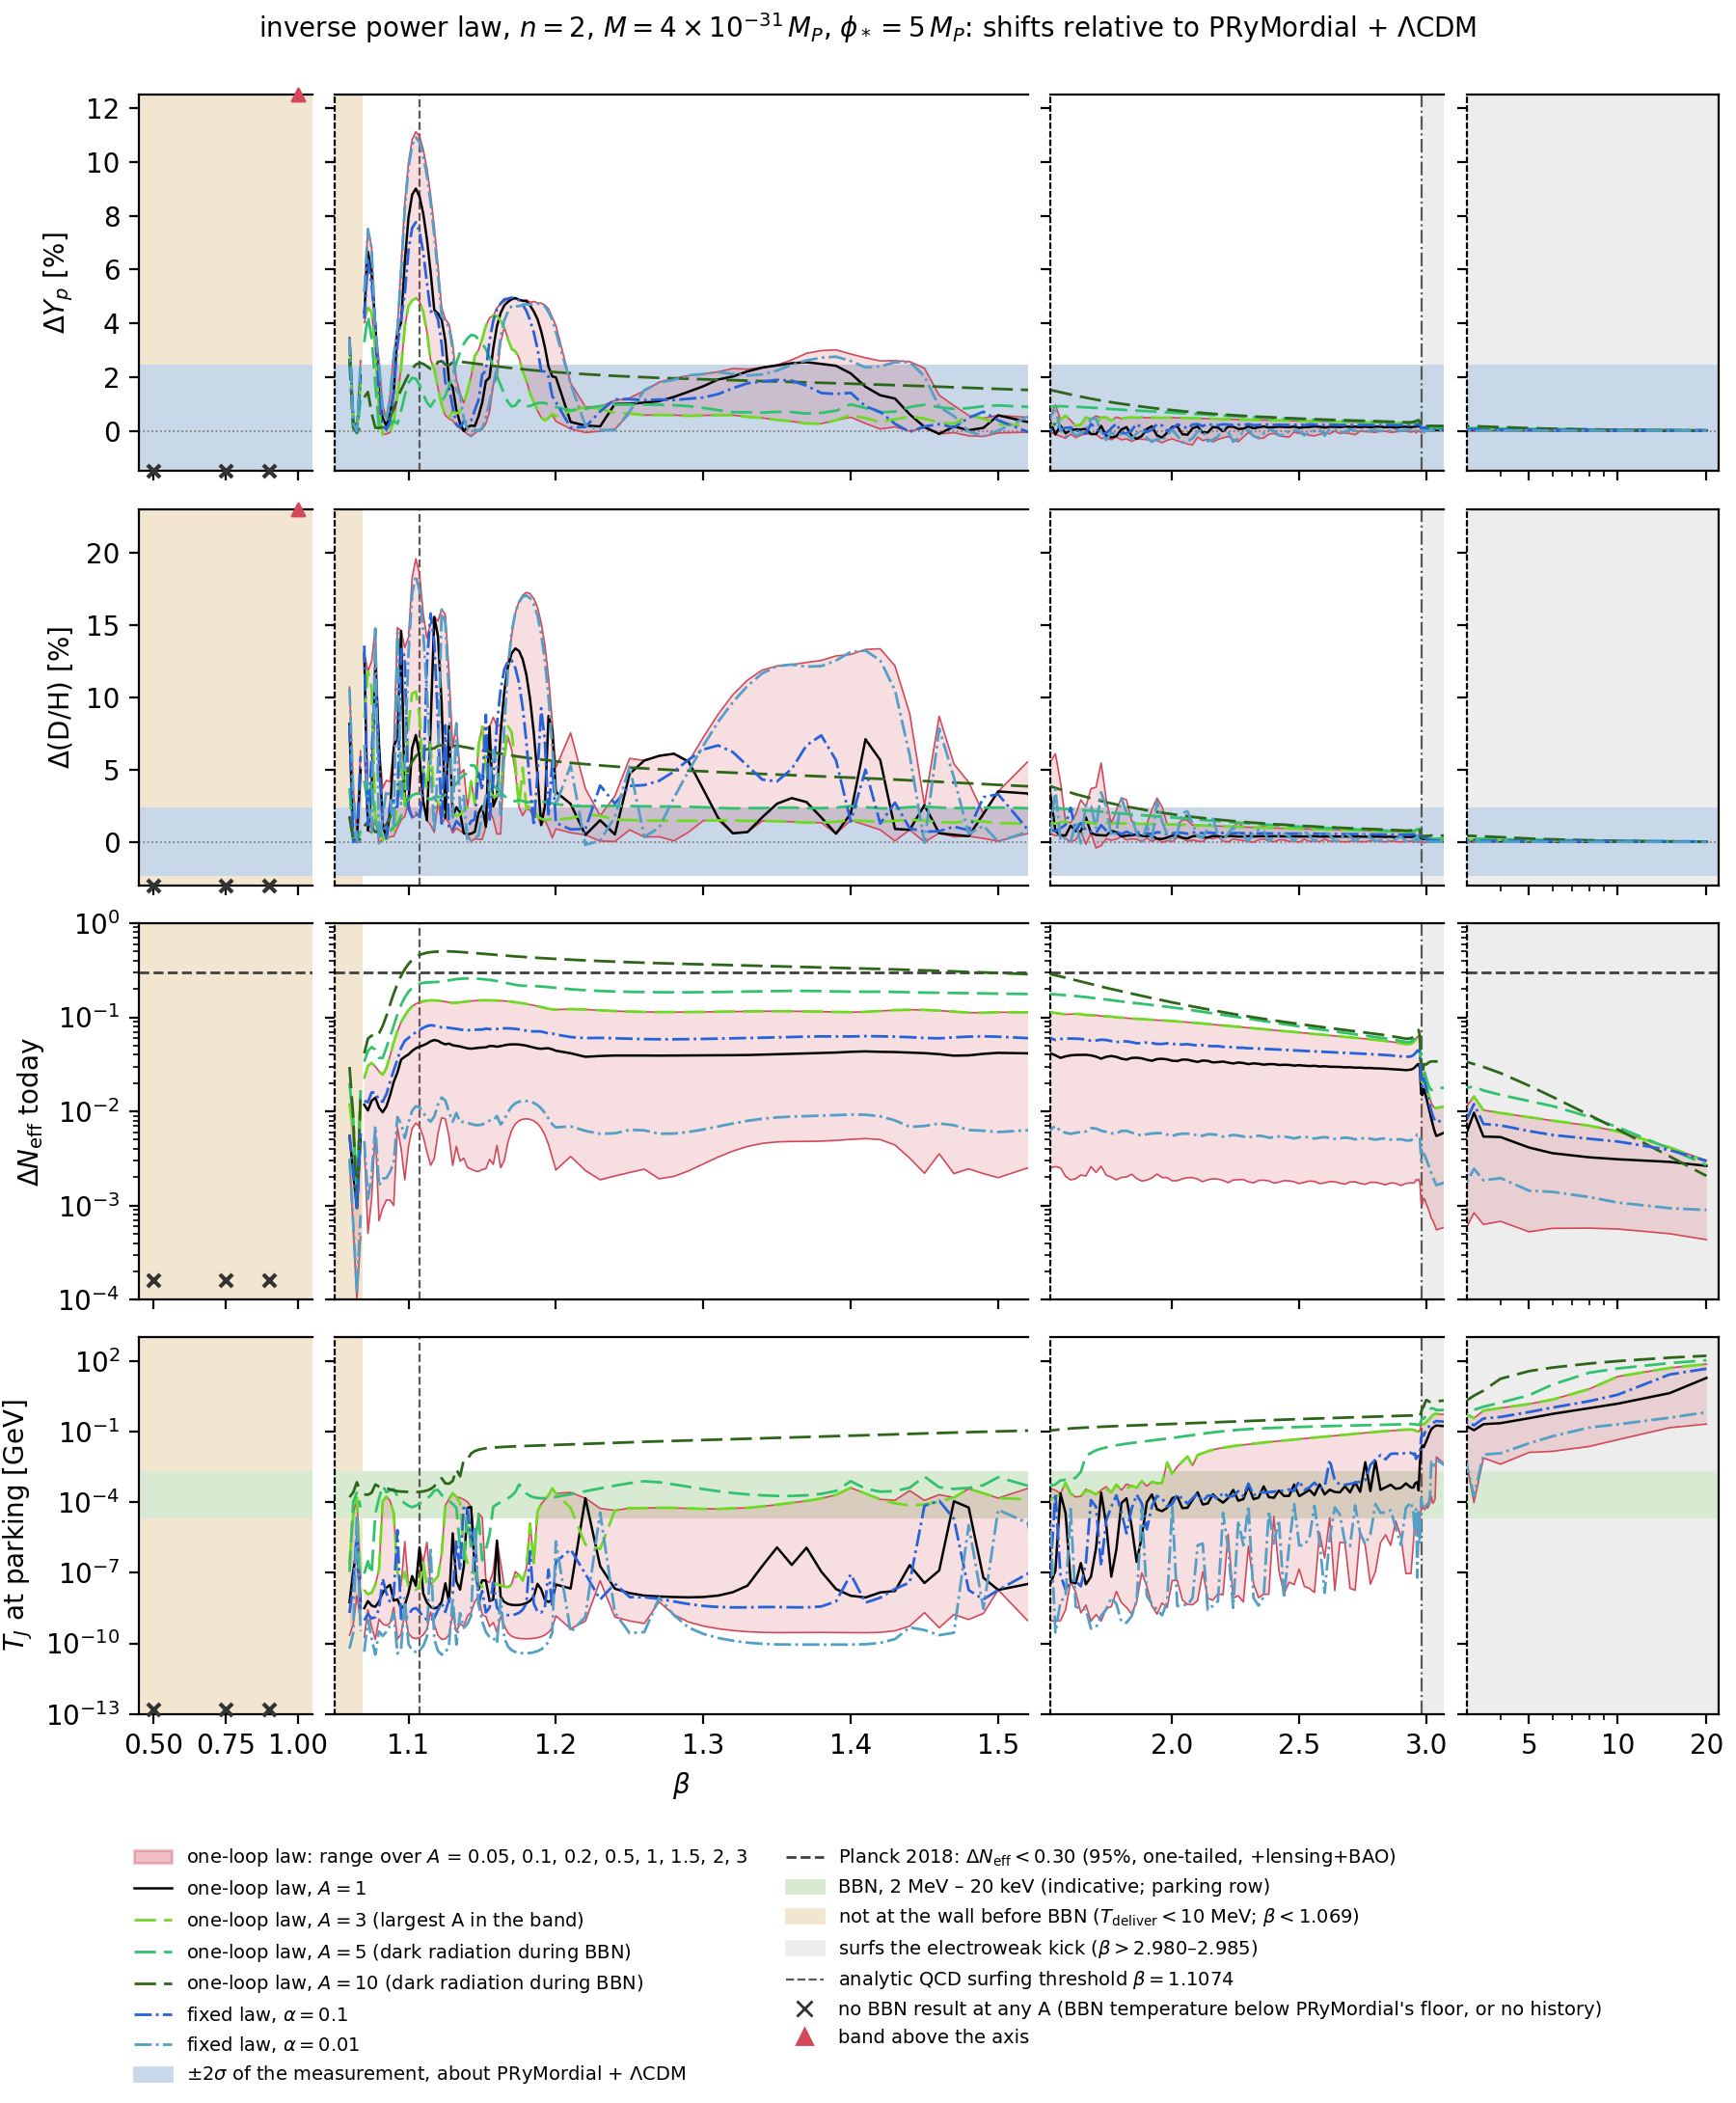 inverse power law, n = 2, M = 4 × 10⁻³¹ M_P, ϕ_* = 5 M_P: shifts relative to PRyMordial + ΛCDM
ΔY_p [%]
12
10
8
6
4
2
0
Δ(D/H) [%]
20
15
10
5
0
ΔN_eff today
10⁰
10⁻¹
10⁻²
10⁻³
10⁻⁴
T_J at parking [GeV]
10²
10⁻¹
10⁻⁴
10⁻⁷
10⁻¹⁰
10⁻¹³
0.50 0.75 1.00 1.1 1.2 1.3 1.4 1.5 2.0 2.5 3.0 5 10 20
β
one-loop law: range over A = 0.05, 0.1, 0.2, 0.5, 1, 1.5, 2, 3
one-loop law, A = 1
one-loop law, A = 3 (largest A in the band)
one-loop law, A = 5 (dark radiation during BBN)
one-loop law, A = 10 (dark radiation during BBN)
fixed law, α = 0.1
fixed law, α = 0.01
±2σ of the measurement, about PRyMordial + ΛCDM
Planck 2018: ΔN_eff < 0.30 (95%, one-tailed, +lensing+BAO)
BBN, 2 MeV – 20 keV (indicative; parking row)
not at the wall before BBN (T_deliver < 10 MeV; β < 1.069)
surfs the electroweak kick (β > 2.980–2.985)
analytic QCD surfing threshold β = 1.1074
no BBN result at any A (BBN temperature below PRyMordial's floor, or no history)
band above the axis